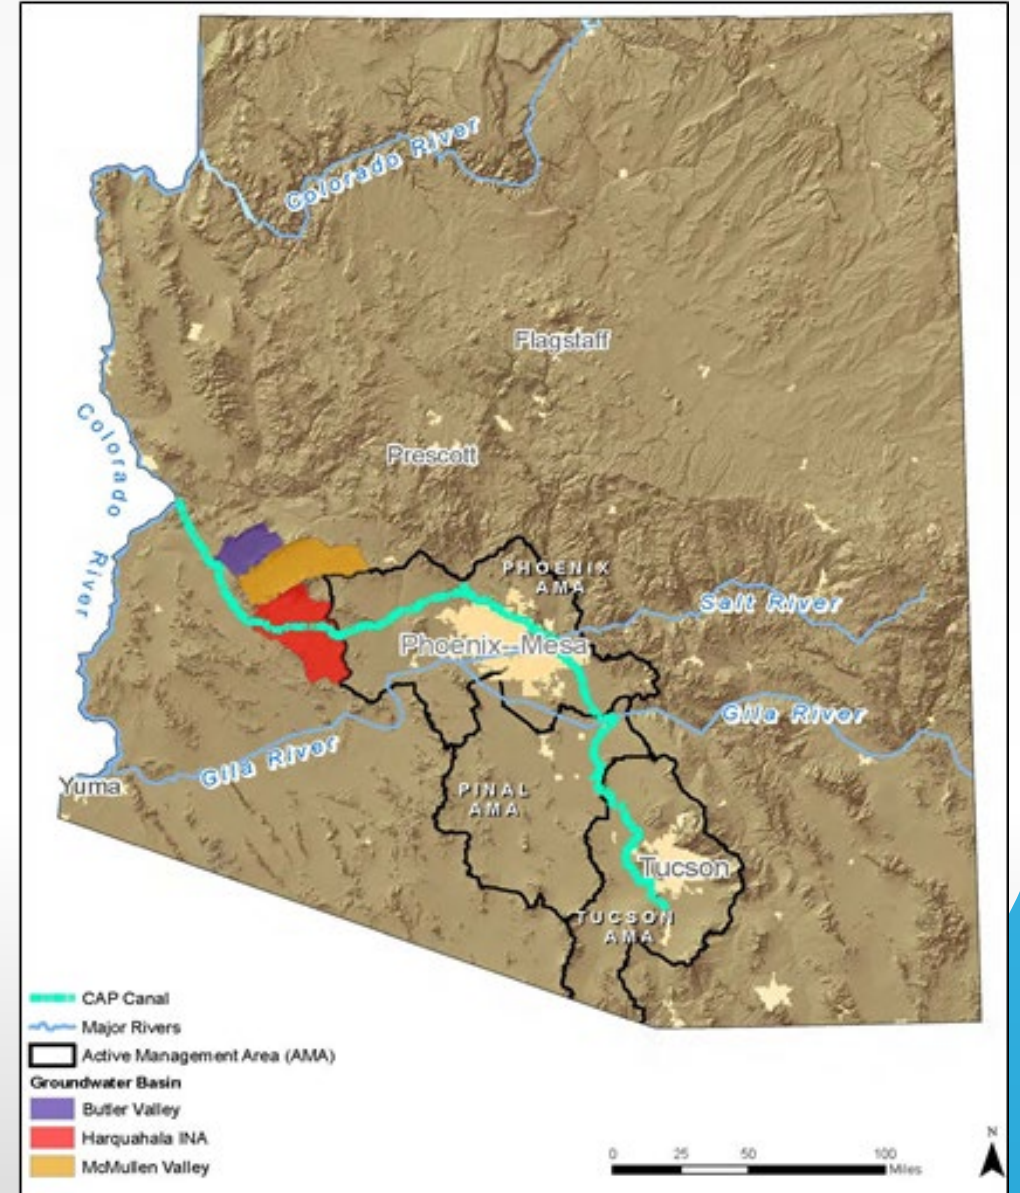 Colorado River
Flagstaff
Colorado River
Prescott
PHOENIX
AMA
Salt River
Phoenix--Mesa
Gila River
Gila River
Yuma
PINAL
AMA
Tucson
TUCSON
AMA
CAP Canal
Major Rivers
Active Management Area (AMA)
Groundwater Basin
Butler Valley
Harquahala INA
McMullen Valley
0 25 50 100
Miles
N